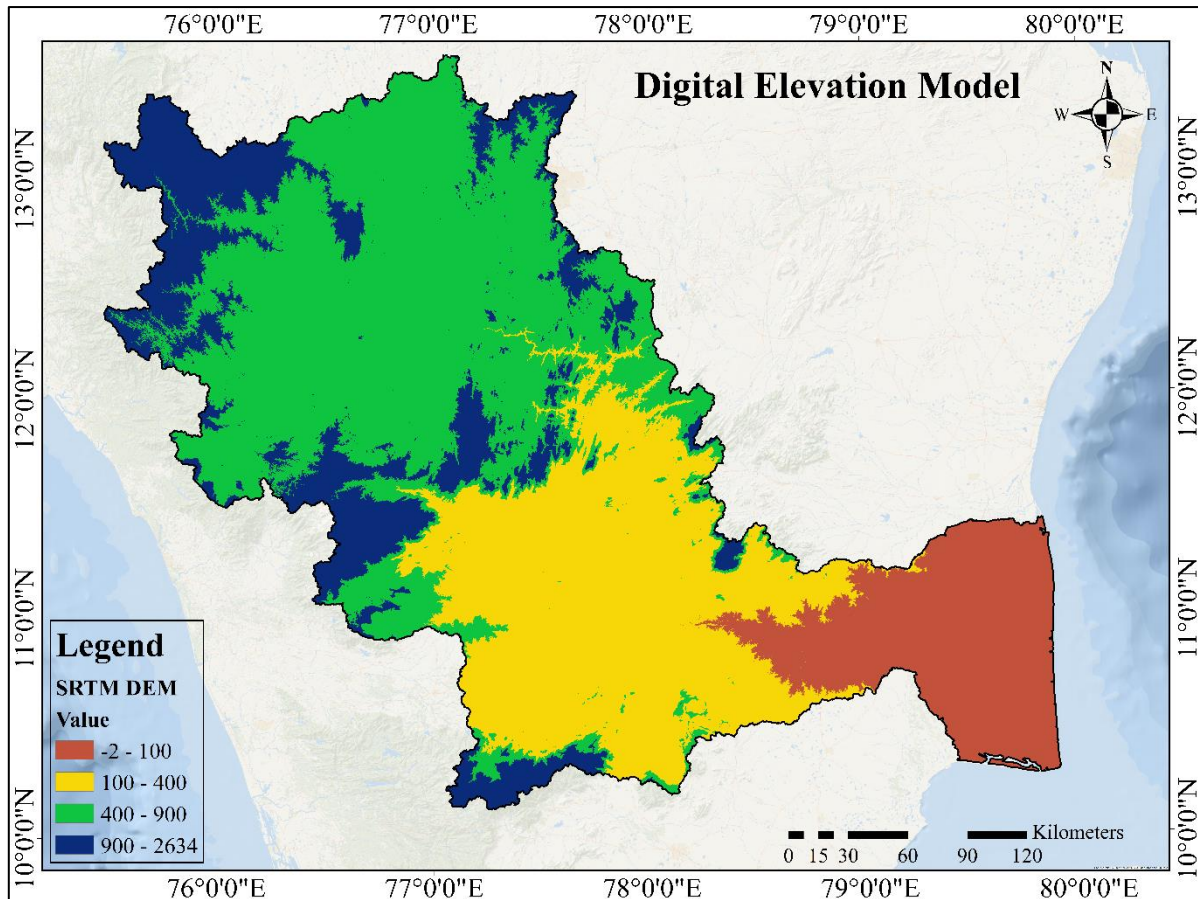 76°0'0"E 77°0'0"E 78°0'0"E 79°0'0"E 80°0'0"E
Digital Elevation Model
N
W E
S
13°0'0"N 13°0'0"N
12°0'0"N 12°0'0"N
11°0'0"N 11°0'0"N
10°0'0"N 10°0'0"N
Legend
SRTM DEM
Value
-2 - 100
100 - 400
400 - 900
900 - 2634
Kilometers
0 15 30 60 90 120
76°0'0"E 77°0'0"E 78°0'0"E 79°0'0"E 80°0'0"E